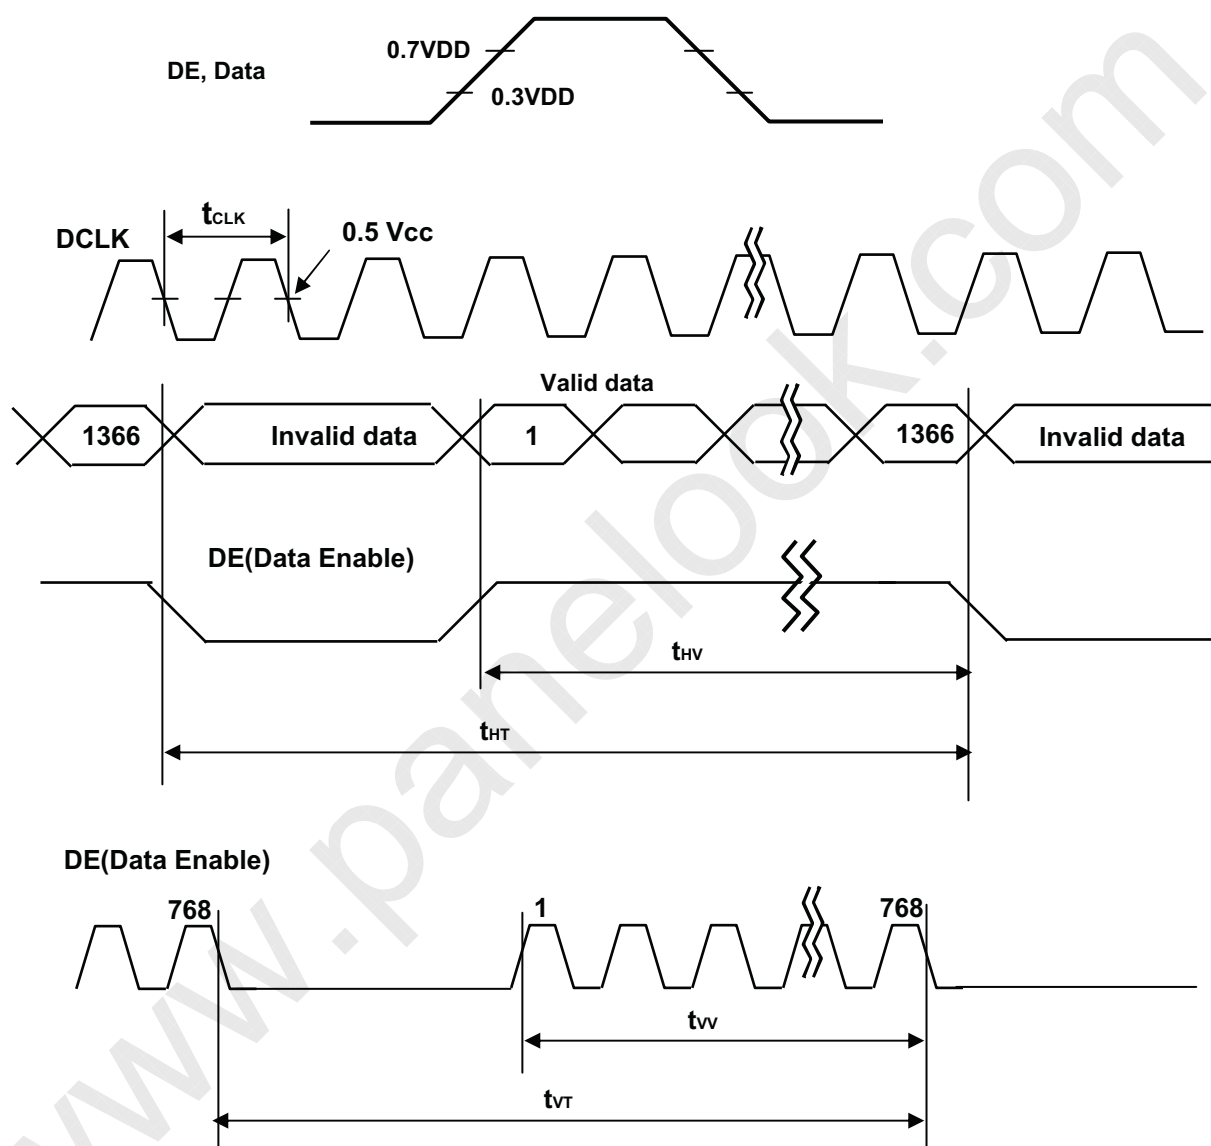 0.7VDD
DE, Data
0.3VDD
tCLK
DCLK
0.5 Vcc
Valid data
1366
Invalid data
1
1366
Invalid data
DE(Data Enable)
tHV
tHT
DE(Data Enable)
768
1
768
tVV
tVT
www.panelook.com